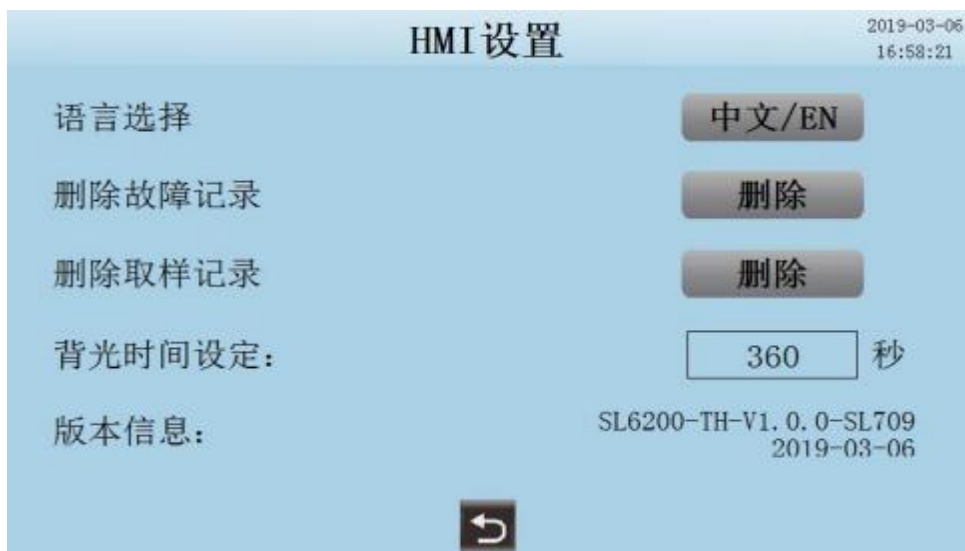 HMI设置
2019-03-06
16:58:21
语言选择
中文/EN
删除故障记录
删除
删除取样记录
删除
背光时间设定：
360 秒
版本信息：
SL6200-TH-V1.0.0-SL709
2019-03-06